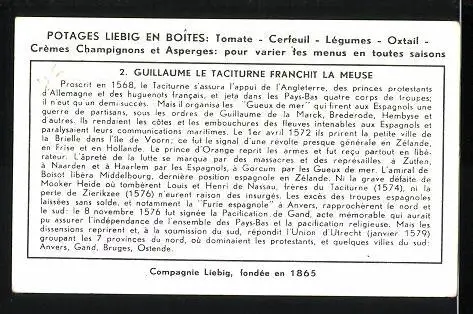 POTAGES LIEBIG EN BOÎTES: Tomate - Cerfeuil - Légumes - Oxtail -
Crèmes Champignons et Asperges: pour varier les menus en toutes saisons
2. GUILLAUME LE TACITURNE FRANCHIT LA MEUSE
Proscrit en 1568, le Taciturne s'assura l'appui de l'Angleterre, des princes protestants
d'Allemagne et des huguenots français, et jeta dans les Pays-Bas quatre corps de troupes;
il n'eut qu'un demi-succès. Mais il organisa les "Gueux de mer" qui firent aux Espagnols une
guerre de partisans, sous les ordres de Guillaume de la Marck, Brederode, Hembyse et
d'autres. Ils rendaient les côtes et les embouchures des fleuves intenables aux Espagnols et
paralysaient leurs communications maritimes. Le 1er avril 1572 ils prirent la petite ville de
la Brielle dans l'île de Voorn; ce fut le signal d'une révolte presque générale en Zélande,
en Frise et en Hollande. Le prince d'Orange reprit les armes et fut reçu partout en libé-
rateur. L'âpreté de la lutte se marqua par des massacres et des représailles, à Zutfen,
à Naarden et à Haarlem par les Espagnols, à Gorcum par les Gueux de mer. L'amiral de
Boisot libéra Middelbourg, dernière position espagnole en Zélande. Ni la grave défaite de
Mooker Heide où tombèrent Louis et Henri de Nassau, frères du Taciturne (1574), ni la
perte de Zierikzee (1576) n'eurent raison des insurgés. Les excès des troupes espagnoles
laissées sans solde, et notamment la "Furie espagnole" à Anvers, rapprochèrent le nord et
le sud: le 8 novembre 1576 fut signée la Pacification de Gand, acte mémorable qui aurait
pu assurer l'indépendance de l'ensemble des Pays-Bas et la pacification religieuse. Mais les
dissensions reprirent et, à la soumission du sud, répondit l'Union d'Utrecht (janvier 1579)
groupant les 7 provinces du nord, où dominaient les protestants, et quelques villes du sud:
Anvers, Gand, Bruges, Ostende.
Compagnie Liebig, fondée en 1865